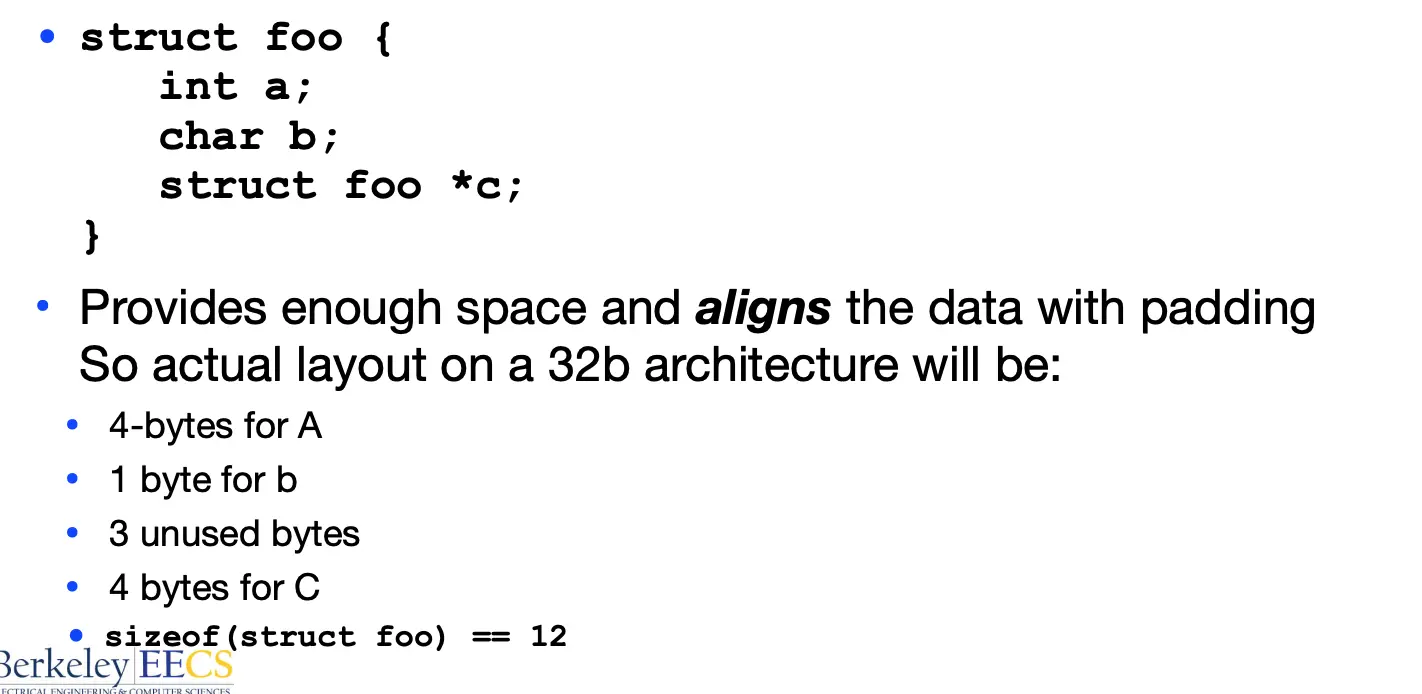 • struct foo {
int a;
char b;
struct foo *c;
}
• Provides enough space and aligns the data with padding
So actual layout on a 32b architecture will be:
• 4-bytes for A
• 1 byte for b
• 3 unused bytes
• 4 bytes for C
• sizeof(struct foo) == 12
Berkeley EECS
ELECTRICAL ENGINEERING & COMPUTER SCIENCES